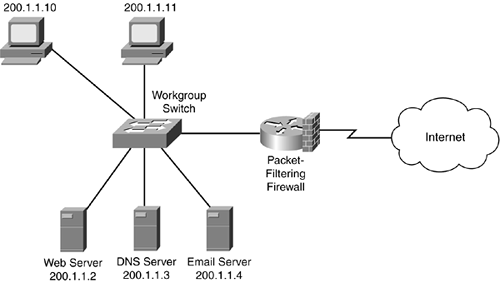 200.1.1.10
200.1.1.11
Workgroup
Switch
Internet
Packet-
Filtering
Firewall
Web Server
200.1.1.2
DNS Server
200.1.1.3
Email Server
200.1.1.4